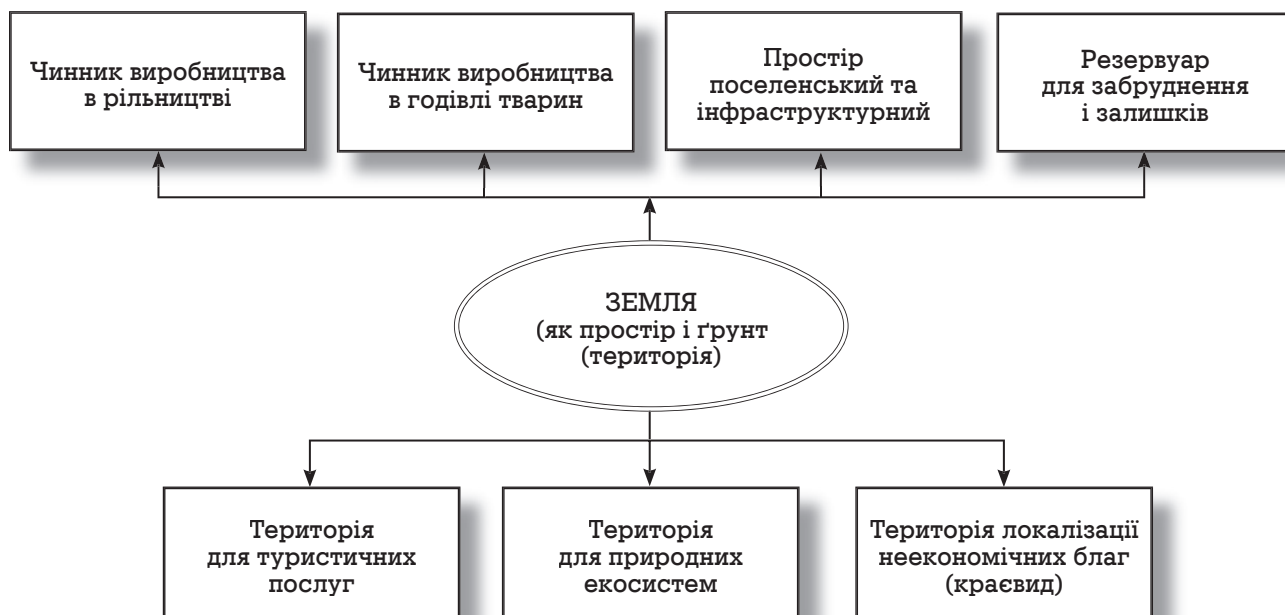 Чинник виробництва
в рільництві
Чинник виробництва
в годівлі тварин
Простір
поселенський та
інфраструктурний
Резервуар
для забруднення
і залишків
ЗЕМЛЯ
(як простір і ґрунт
(територія)
Територія
для туристичних
послуг
Територія
для природних
екосистем
Територія локалізації
неекономічних благ
(краєвид)